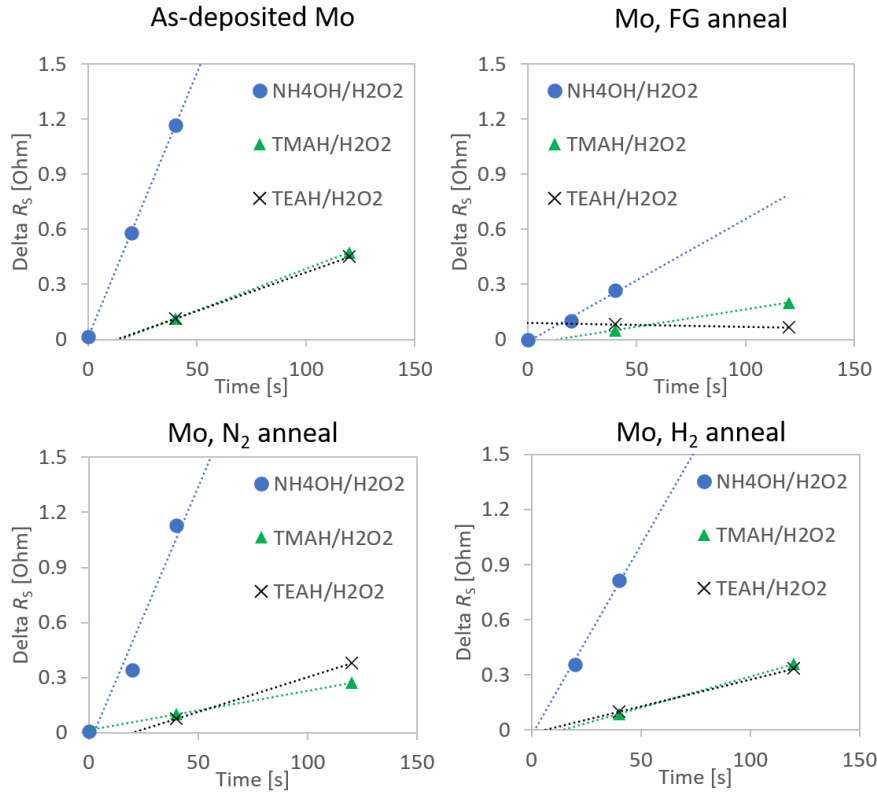 As-deposited Mo
1.5
1.2
0.9
0.6
0.3
0
Delta RS [Ohm]
NH4OH/H2O2
TMAH/H2O2
TEAH/H2O2
0
50
100
150
Time [s]
Mo, FG anneal
1.5
1.2
0.9
0.6
0.3
0
Delta RS [Ohm]
NH4OH/H2O2
TMAH/H2O2
TEAH/H2O2
0
50
100
150
Time [s]
Mo, N2 anneal
1.5
1.2
0.9
0.6
0.3
0
Delta RS [Ohm]
NH4OH/H2O2
TMAH/H2O2
TEAH/H2O2
0
50
100
150
Time [s]
Mo, H2 anneal
1.5
1.2
0.9
0.6
0.3
0
Delta RS [Ohm]
NH4OH/H2O2
TMAH/H2O2
TEAH/H2O2
0
50
100
150
Time [s]